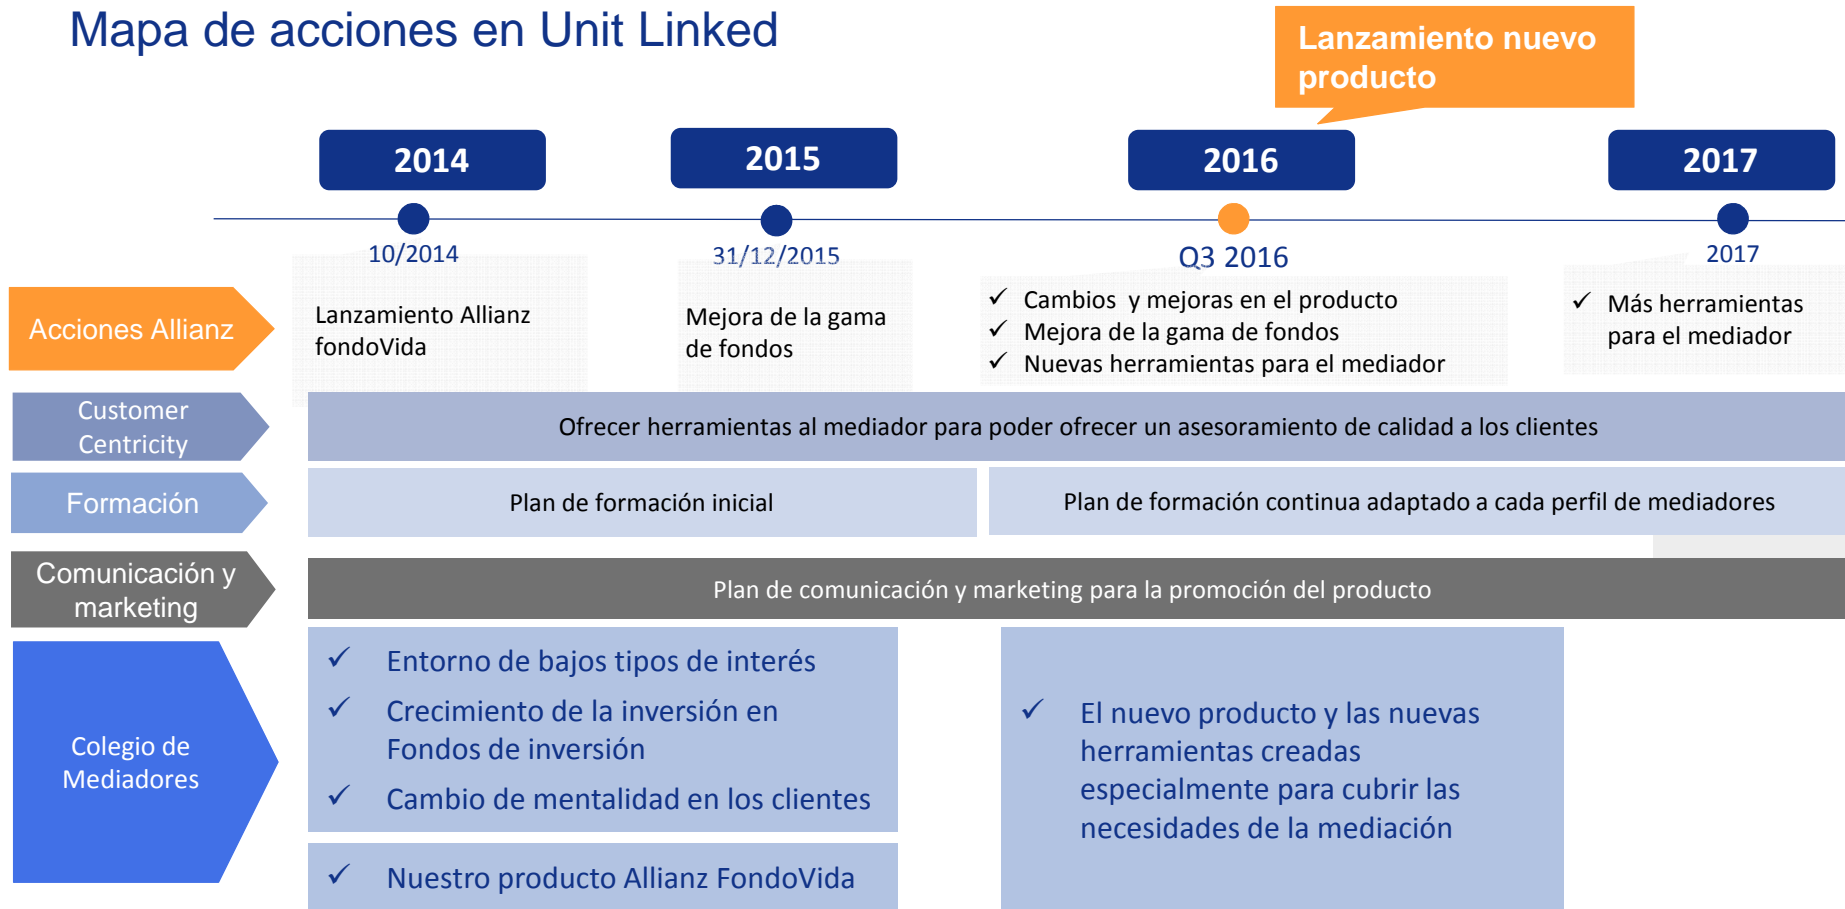 Mapa de acciones en Unit Linked
Lanzamiento nuevo
producto
2014
2015
2016
2017
10/2014
31/12/2015
Q3 2016
2017
Acciones Allianz
Lanzamiento Allianz
fondoVida
Mejora de la gama
de fondos
✓ Cambios y mejoras en el producto
✓ Mejora de la gama de fondos
✓ Nuevas herramientas para el mediador
✓ Más herramientas
para el mediador
Customer
Centricity
Ofrecer herramientas al mediador para poder ofrecer un asesoramiento de calidad a los clientes
Formación
Plan de formación inicial
Plan de formación continua adaptado a cada perfil de mediadores
Comunicación y
marketing
Plan de comunicación y marketing para la promoción del producto
Colegio de
Mediadores
✓ Entorno de bajos tipos de interés
✓ Crecimiento de la inversión en
Fondos de inversión
✓ Cambio de mentalidad en los clientes
✓ Nuestro producto Allianz FondoVida
✓ El nuevo producto y las nuevas
herramientas creadas
especialmente para cubrir las
necesidades de la mediación